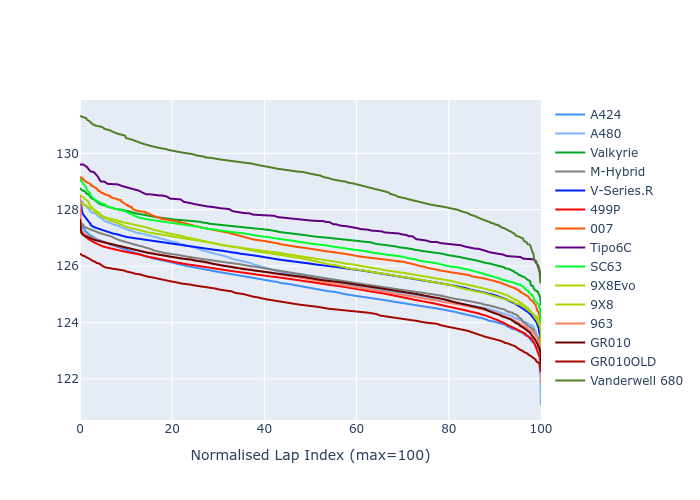 130
128
126
124
122
0 20 40 60 80 100
Normalised Lap Index (max=100)
A424
A480
Valkyrie
M-Hybrid
V-Series.R
499P
007
Tipo6C
SC63
9X8Evo
9X8
963
GR010
GR010OLD
Vanderwell 680